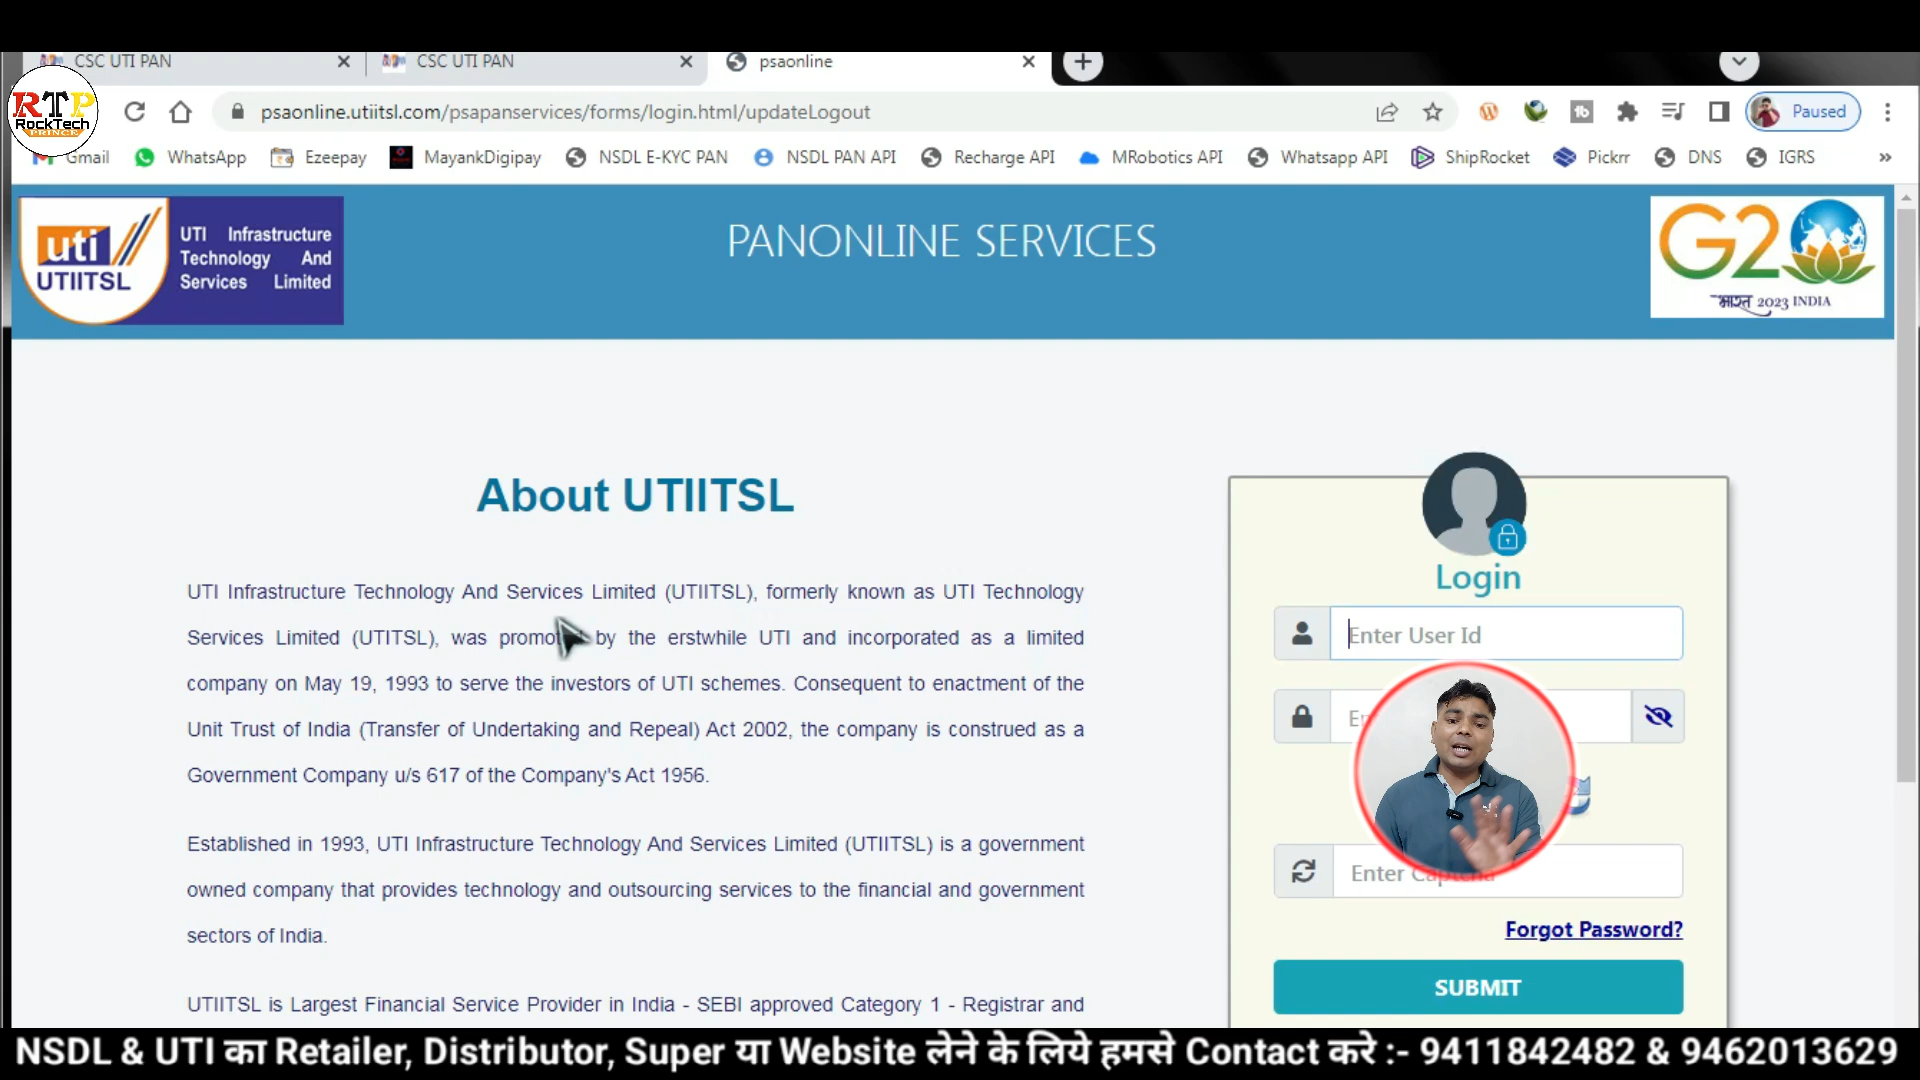 CSC UTI PAN
CSC UTI PAN
psaonline
RTP
RockTech
PRINCE
psaonline.utiitsl.com/psapanservices/forms/login.html/updateLogout
Paused
Gmail WhatsApp Ezeepay MayankDigipay NSDL E-KYC PAN NSDL PAN API Recharge API MRobotics API Whatsapp API ShipRocket Pickrr DNS IGRS »
uti
UTIITSL
UTI Infrastructure
Technology And
Services Limited
PANONLINE SERVICES
G20
भारत 2023 INDIA
About UTIITSL
UTI Infrastructure Technology And Services Limited (UTIITSL), formerly known as UTI Technology
Services Limited (UTITSL), was promoted by the erstwhile UTI and incorporated as a limited
company on May 19, 1993 to serve the investors of UTI schemes. Consequent to enactment of the
Unit Trust of India (Transfer of Undertaking and Repeal) Act 2002, the company is construed as a
Government Company u/s 617 of the Company's Act 1956.
Established in 1993, UTI Infrastructure Technology And Services Limited (UTIITSL) is a government
owned company that provides technology and outsourcing services to the financial and government
sectors of India.
UTIITSL is Largest Financial Service Provider in India - SEBI approved Category 1 - Registrar and
Login
Enter User Id
Enter Captcha
Forgot Password?
SUBMIT
NSDL & UTI का Retailer, Distributor, Super या Website लेने के लिये हमसे Contact करे :- 9411842482 & 9462013629